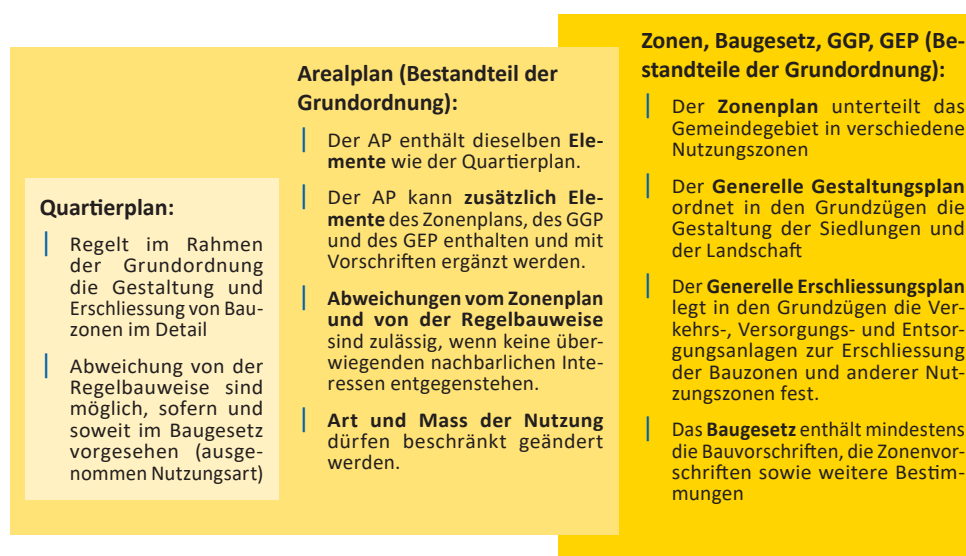 Quartierplan:
Regelt im Rahmen
der Grundordnung
die Gestaltung und
Erschliessung von Bau-
zonen im Detail
Abweichung von der
Regelbauweise sind
möglich, sofern und
soweit im Baugesetz
vorgesehen (ausge-
nommen Nutzungsart)
Arealplan (Bestandteil der
Grundordnung):
Der AP enthält dieselben Ele-
mente wie der Quartierplan.
Der AP kann zusätzlich Ele-
mente des Zonenplans, des GGP
und des GEP enthalten und mit
Vorschriften ergänzt werden.
Abweichungen vom Zonenplan
und von der Regelbauweise
sind zulässig, wenn keine über-
wiegenden nachbarlichen Inte-
ressen entgegenstehen.
Art und Mass der Nutzung
dürfen beschränkt geändert
werden.
Zonen, Baugesetz, GGP, GEP (Be-
standteile der Grundordnung):
Der Zonenplan unterteilt das
Gemeindegebiet in verschiedene
Nutzungszonen
Der Generelle Gestaltungsplan
ordnet in den Grundzügen die
Gestaltung der Siedlungen und
der Landschaft
Der Generelle Erschliessungsplan
legt in den Grundzügen die Ver-
kehrs-, Versorgungs- und Entsor-
gungsanlagen zur Erschliessung
der Bauzonen und anderer Nut-
zungszonen fest.
Das Baugesetz enthält mindestens
die Bauvorschriften, die Zonenvor-
schriften sowie weitere Bestim-
mungen